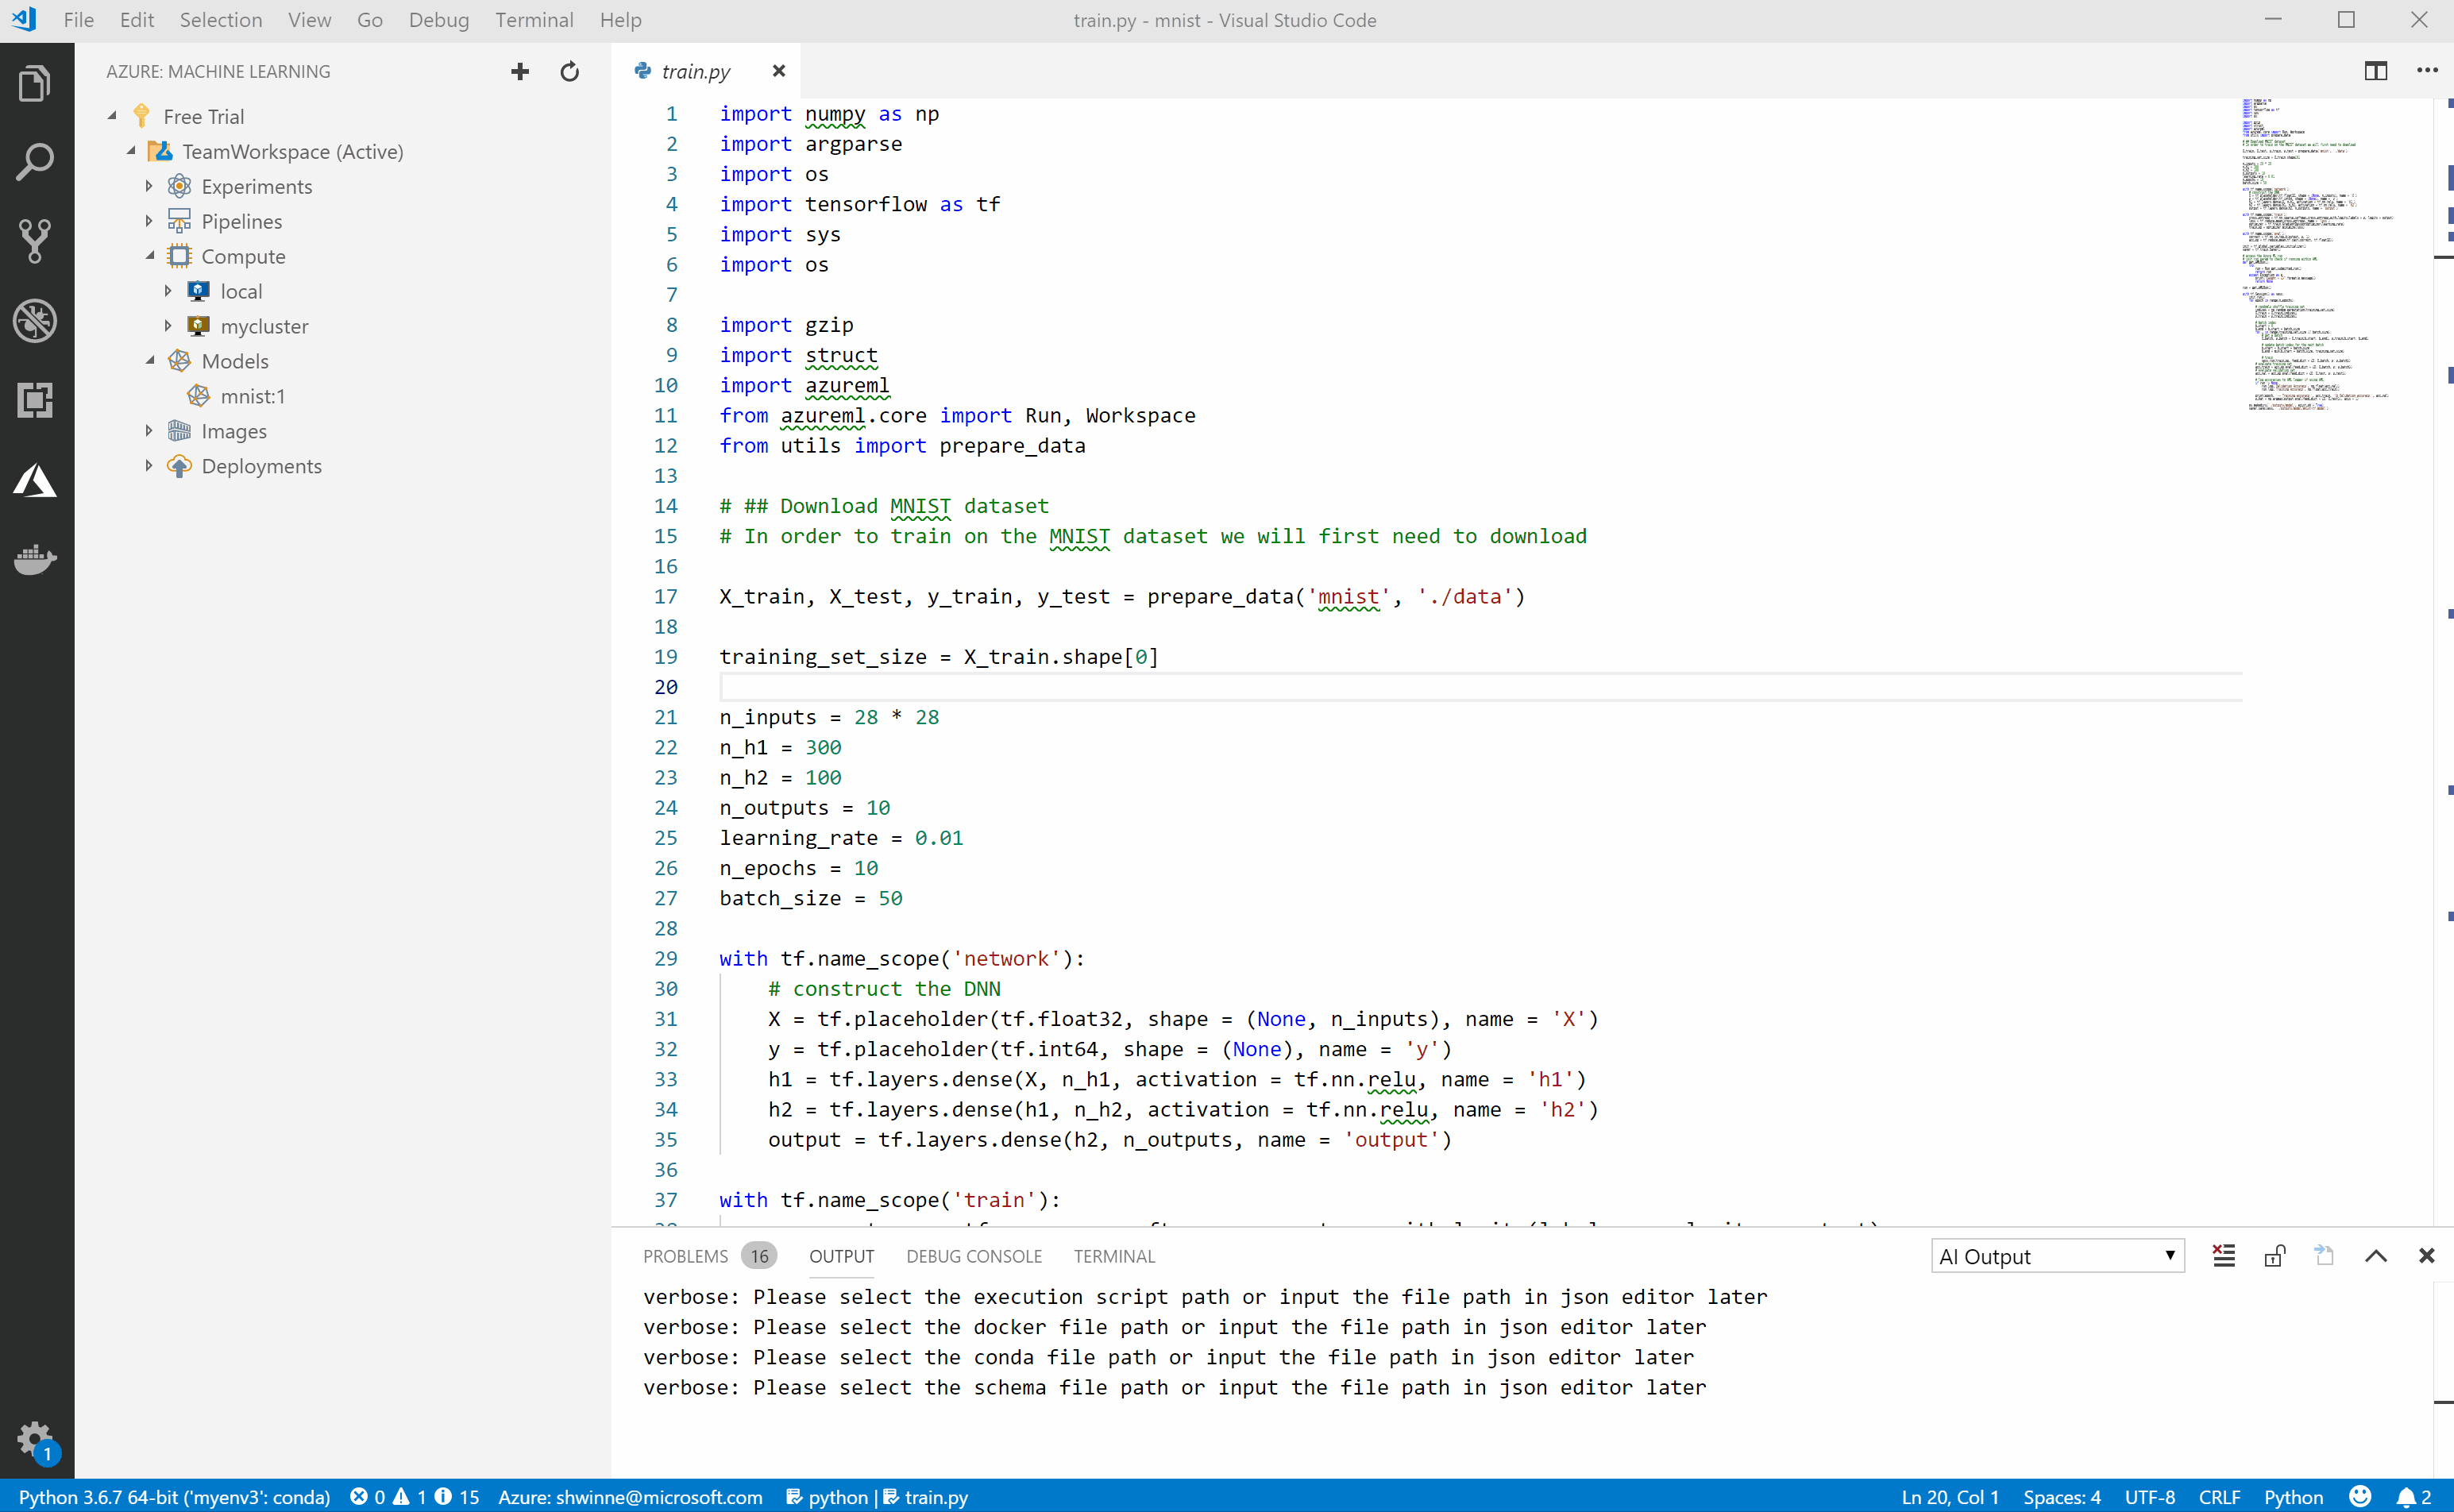 File Edit Selection View Go Debug Terminal Help train.py - mnist - Visual Studio Code
AZURE: MACHINE LEARNING
Free Trial
TeamWorkspace (Active)
Experiments
Pipelines
Compute
local
mycluster
Models
mnist:1
Images
Deployments
1
train.py
1 import numpy as np
2 import argparse
3 import os
4 import tensorflow as tf
5 import sys
6 import os
7
8 import gzip
9 import struct
10 import azureml
11 from azureml.core import Run, Workspace
12 from utils import prepare_data
13
14 # ## Download MNIST dataset
15 # In order to train on the MNIST dataset we will first need to download
16
17 X_train, X_test, y_train, y_test = prepare_data('mnist', './data')
18
19 training_set_size = X_train.shape[0]
20
21 n_inputs = 28 * 28
22 n_h1 = 300
23 n_h2 = 100
24 n_outputs = 10
25 learning_rate = 0.01
26 n_epochs = 10
27 batch_size = 50
28
29 with tf.name_scope('network'):
30 # construct the DNN
31 X = tf.placeholder(tf.float32, shape = (None, n_inputs), name = 'X')
32 y = tf.placeholder(tf.int64, shape = (None), name = 'y')
33 h1 = tf.layers.dense(X, n_h1, activation = tf.nn.relu, name = 'h1')
34 h2 = tf.layers.dense(h1, n_h2, activation = tf.nn.relu, name = 'h2')
35 output = tf.layers.dense(h2, n_outputs, name = 'output')
36
37 with tf.name_scope('train'):
PROBLEMS 16 OUTPUT DEBUG CONSOLE TERMINAL AI Output
verbose: Please select the execution script path or input the file path in json editor later
verbose: Please select the docker file path or input the file path in json editor later
verbose: Please select the conda file path or input the file path in json editor later
verbose: Please select the schema file path or input the file path in json editor later
Python 3.6.7 64-bit ('myenv3': conda) 0 1 15 Azure: shwinne@microsoft.com python | train.py Ln 20, Col 1 Spaces: 4 UTF-8 CRLF Python 2